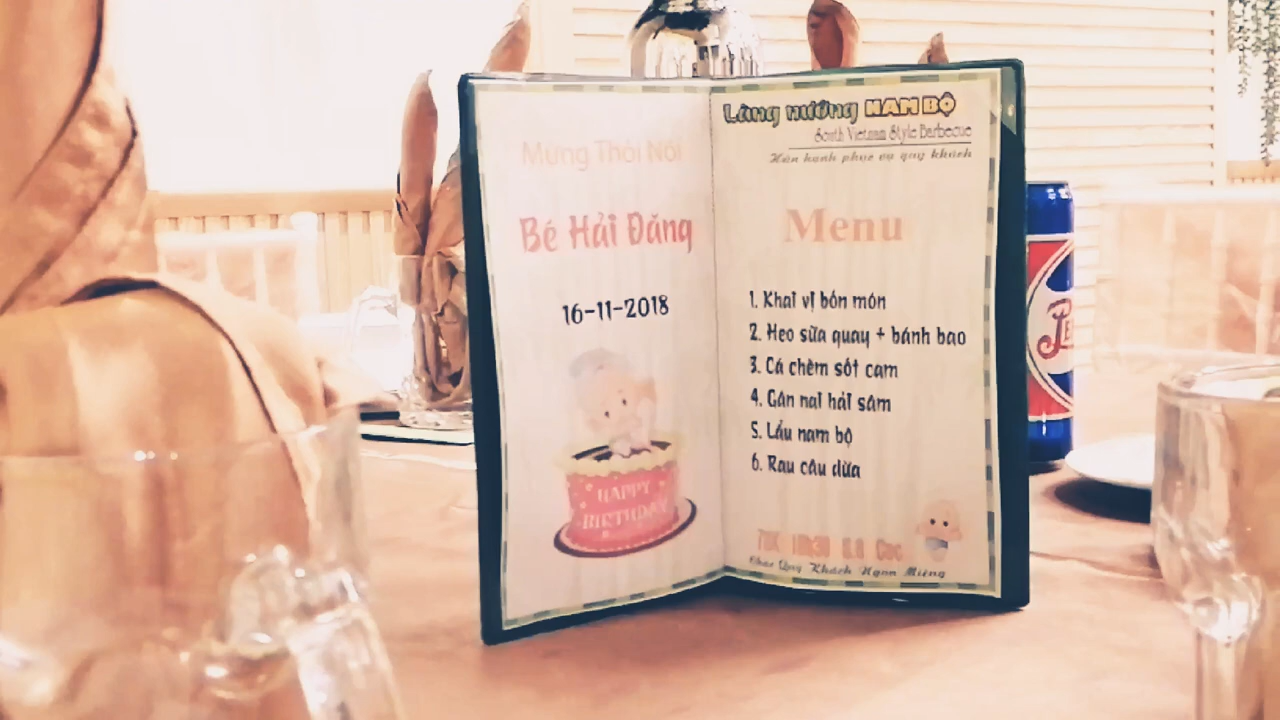 Mừng Thôi Nôi
Bé Hải Đăng
16-11-2018
HAPPY
BIRTHDAY
Làng nướng NAM BỘ
South Vietnam Style Barbecue
Hân hạnh phục vụ quý khách
Menu
1. Khai vị bốn món
2. Heo sữa quay + bánh bao
3. Cá chẽm sốt cam
4. Gân nai hải sâm
5. Lẩu nam bộ
6. Rau câu dừa
Chúc Quý Khách Ngon Miệng